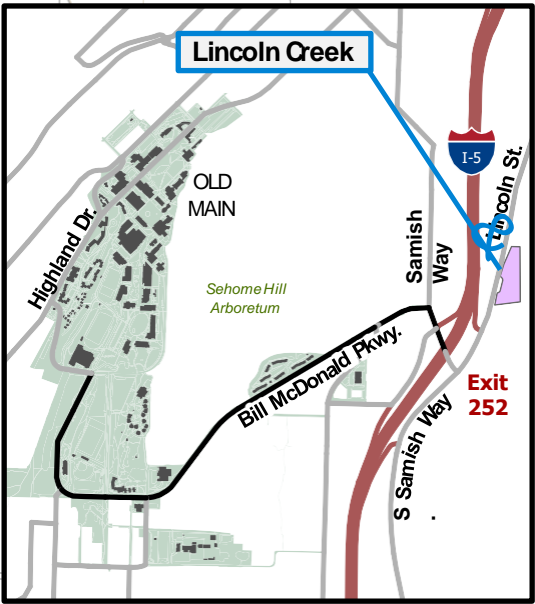 Lincoln Creek
I-5
Lincoln St.
OLD
MAIN
Highland Dr.
Samish
Way
Sehome Hill
Arboretum
Bill McDonald Pkwy.
Exit
252
S Samish Way
.